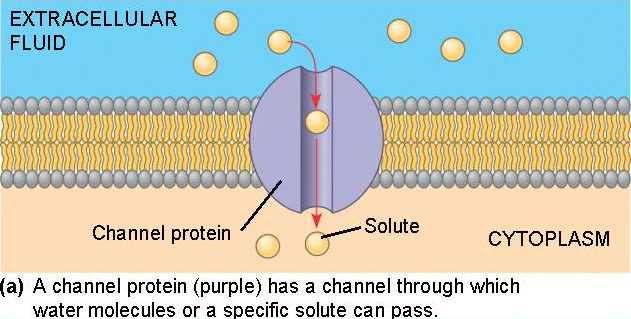 EXTRACELLULAR
FLUID
Channel protein
Solute
CYTOPLASM
(a) A channel protein (purple) has a channel through which
water molecules or a specific solute can pass.